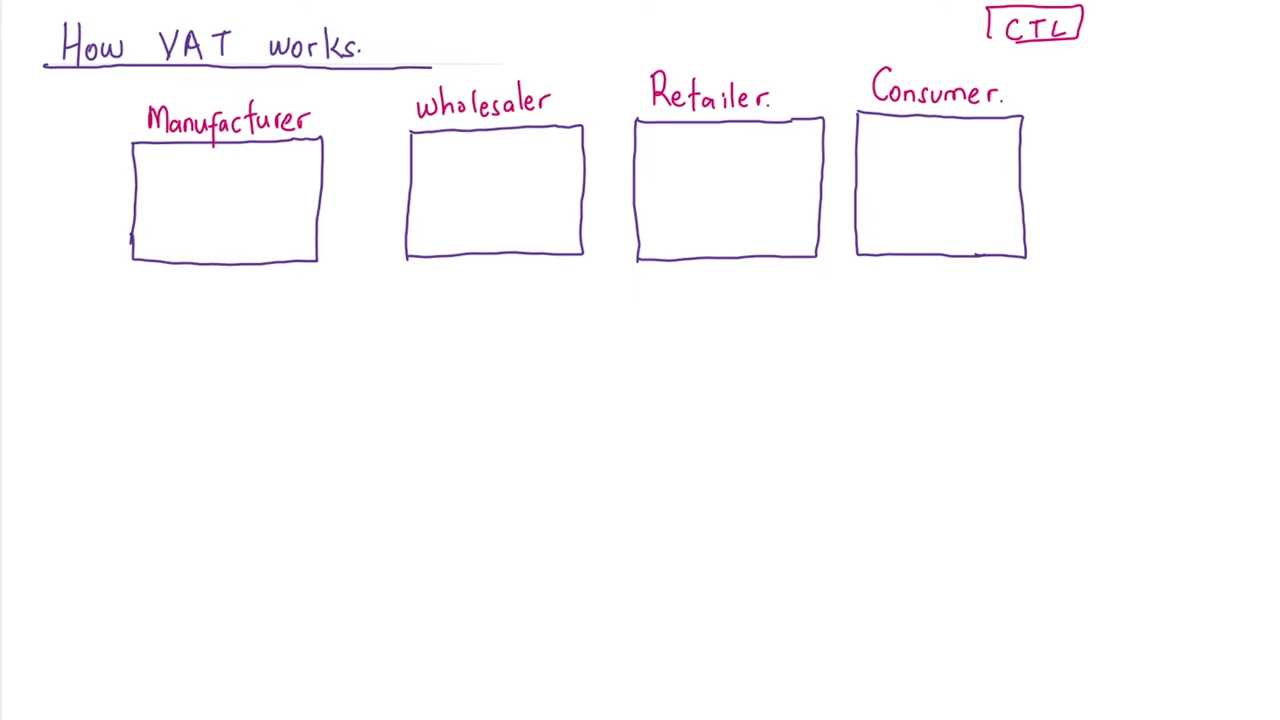 How VAT works.
CTL
Manufacturer
wholesaler
Retailer.
Consumer.